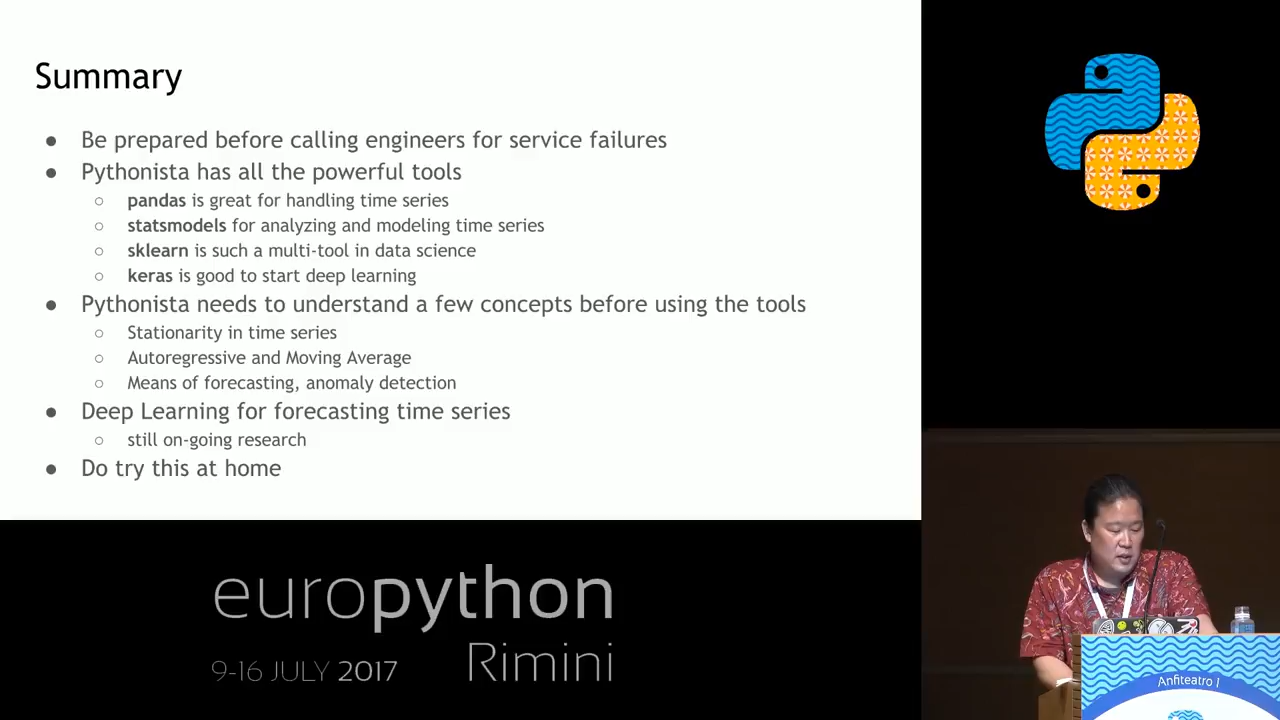 Summary
● Be prepared before calling engineers for service failures
● Pythonista has all the powerful tools
○ pandas is great for handling time series
○ statsmodels for analyzing and modeling time series
○ sklearn is such a multi-tool in data science
○ keras is good to start deep learning
● Pythonista needs to understand a few concepts before using the tools
○ Stationarity in time series
○ Autoregressive and Moving Average
○ Means of forecasting, anomaly detection
● Deep Learning for forecasting time series
○ still on-going research
● Do try this at home
europython
9-16 JULY 2017 Rimini
Anfiteatro 1